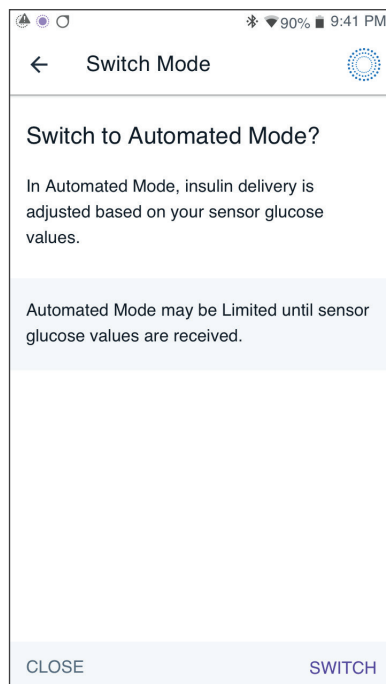 90% 9:41 PM
Switch Mode
Switch to Automated Mode?
In Automated Mode, insulin delivery is
adjusted based on your sensor glucose
values.
Automated Mode may be Limited until sensor
glucose values are received.
CLOSE SWITCH